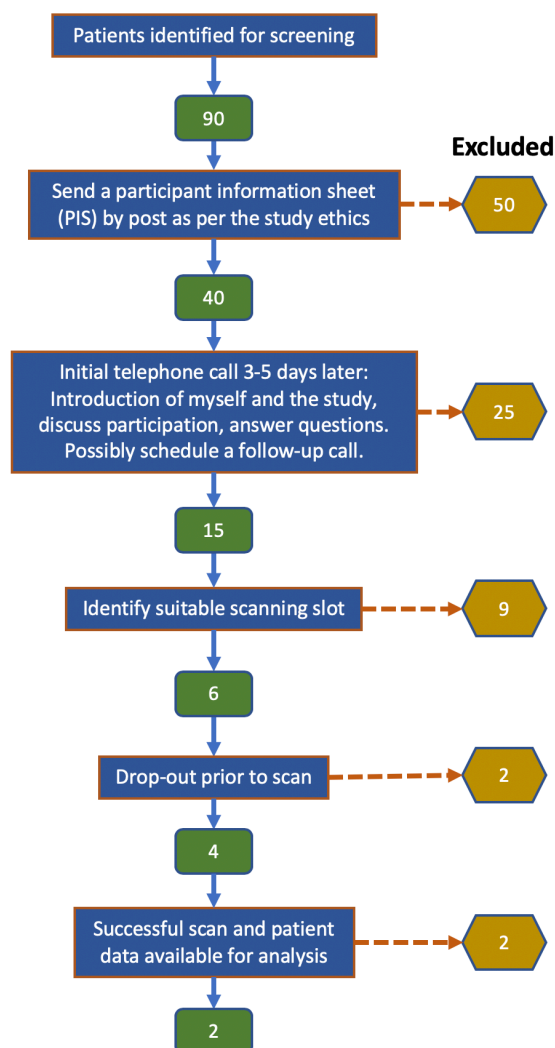 Patients identified for screening
90
Excluded
Send a participant information sheet
(PIS) by post as per the study ethics
50
40
Initial telephone call 3-5 days later:
Introduction of myself and the study,
discuss participation, answer questions.
Possibly schedule a follow-up call.
25
15
Identify suitable scanning slot
9
6
Drop-out prior to scan
2
4
Successful scan and patient
data available for analysis
2
2